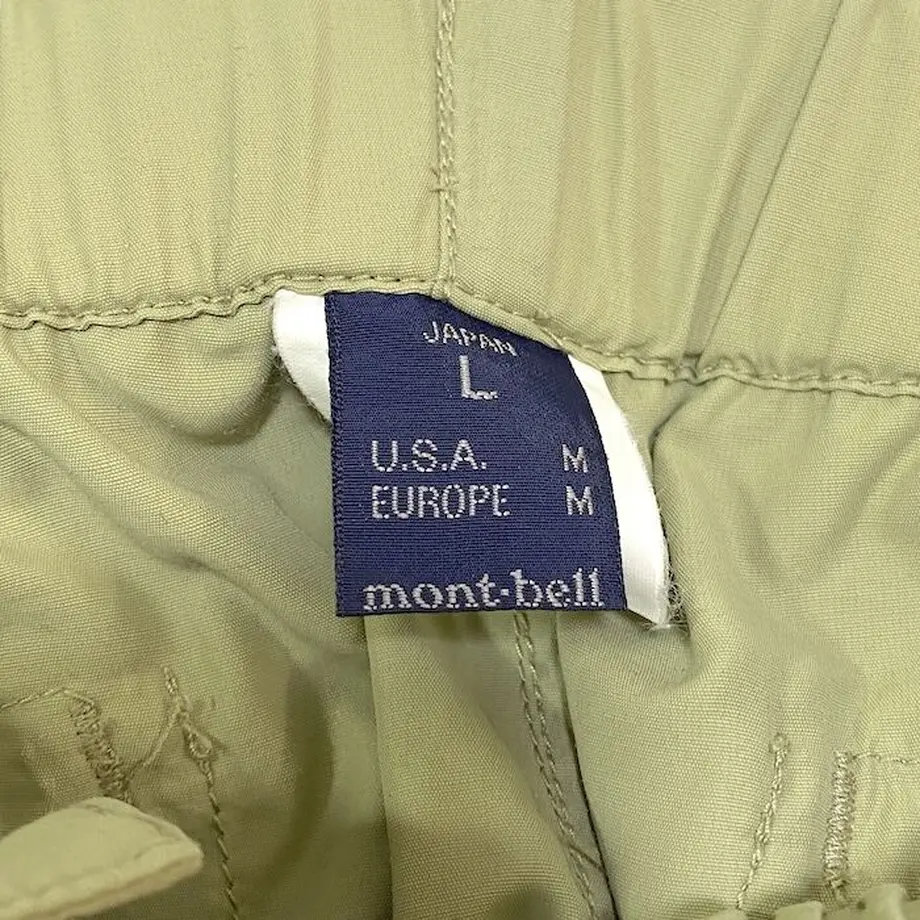 JAPAN
L
U.S.A. M
EUROPE M
mont·bell